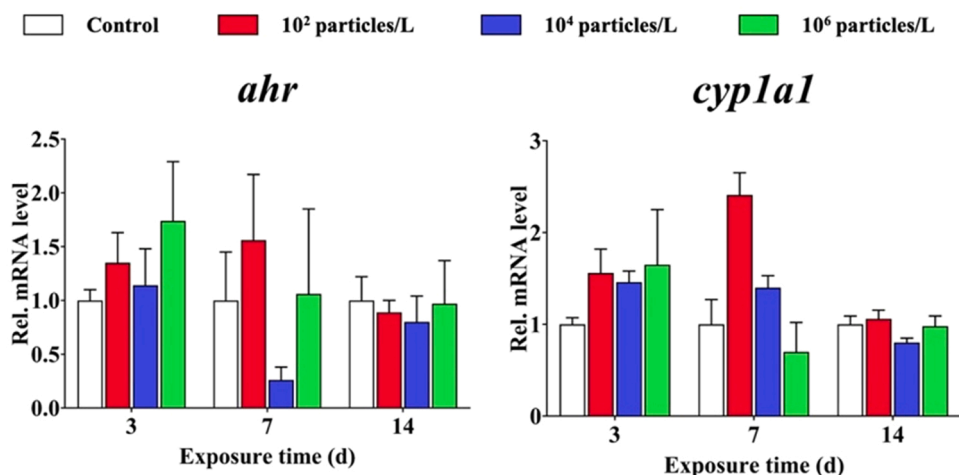 Control 10² particles/L 10⁴ particles/L 10⁶ particles/L
ahr
Rel. mRNA level
2.5
2.0
1.5
1.0
0.5
0.0
3 7 14
Exposure time (d)
cyp1a1
Rel. mRNA level
3
2
1
0
3 7 14
Exposure time (d)